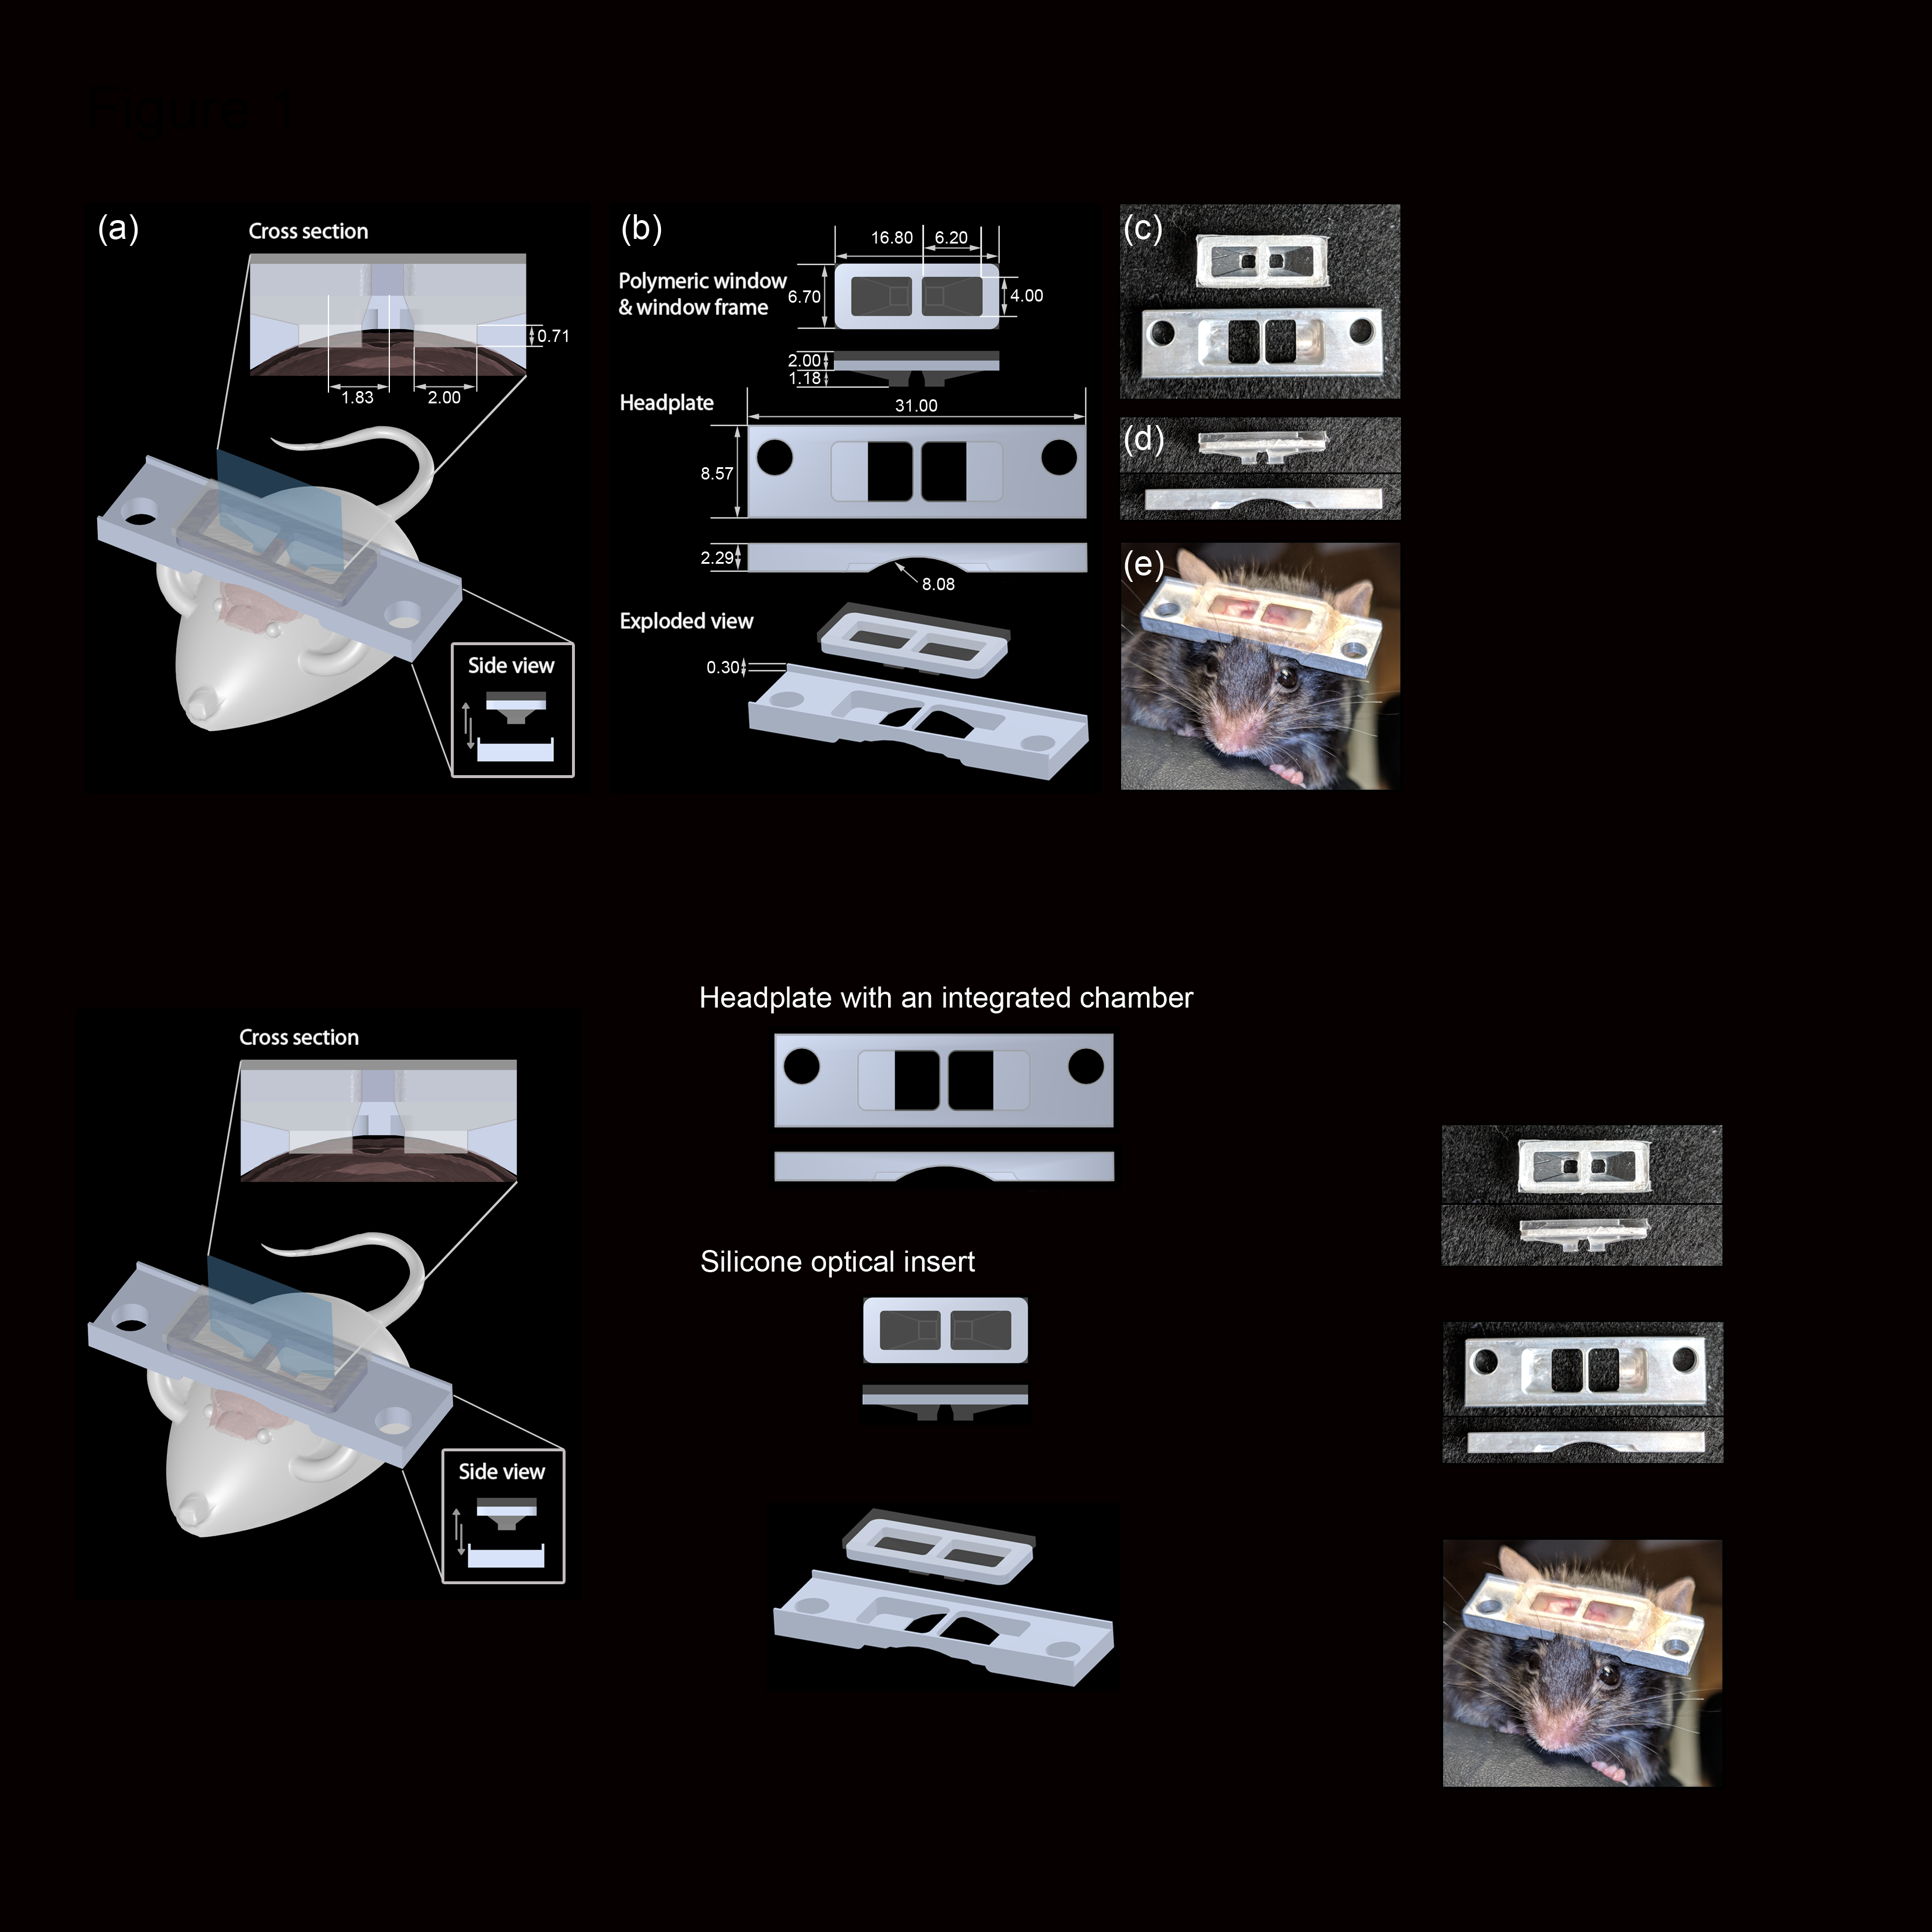 Figure 1
(a)
Cross section
0.71
1.83
2.00
Side view
(b)
16.80
6.20
Polymeric window
& window frame
6.70
4.00
2.00
1.18
Headplate
31.00
8.57
2.29
8.08
Exploded view
0.30
(c)
(d)
(e)
Cross section
Side view
Headplate with an integrated chamber
Silicone optical insert